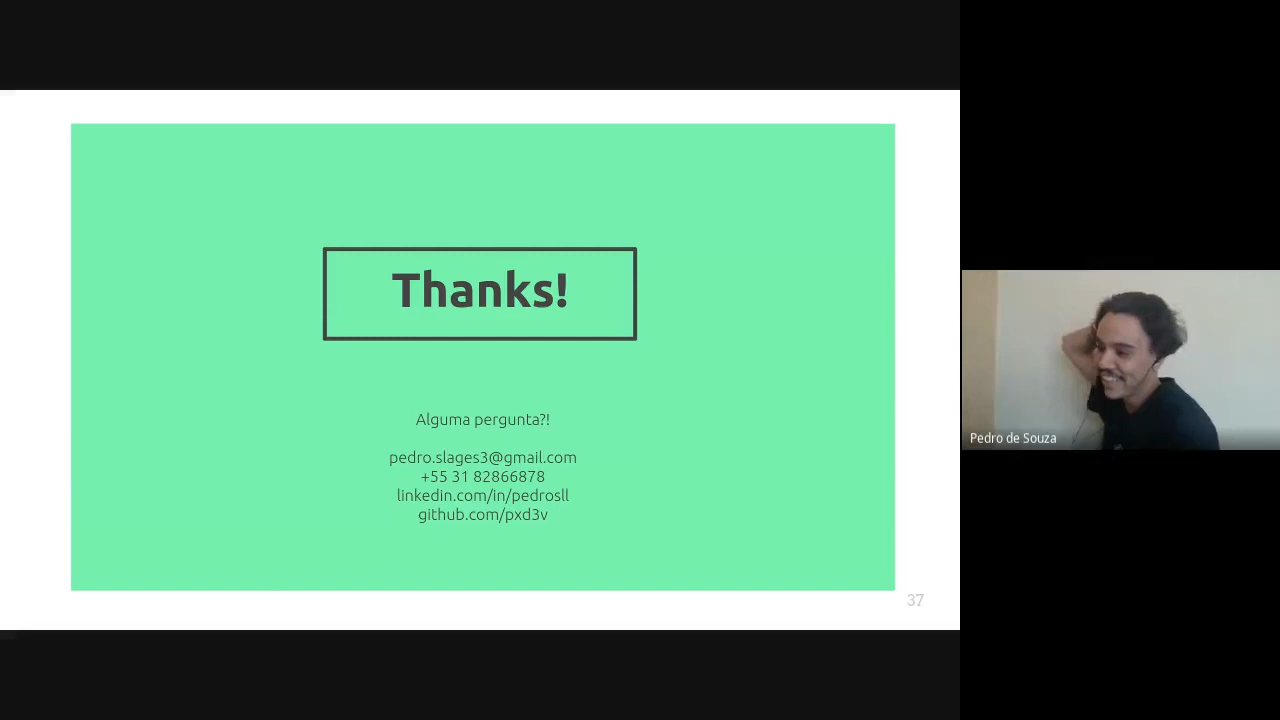 Thanks!
Alguma pergunta?!
pedro.slages3@gmail.com
+55 31 82866878
linkedin.com/in/pedrosll
github.com/pxd3v
37
Pedro de Souza